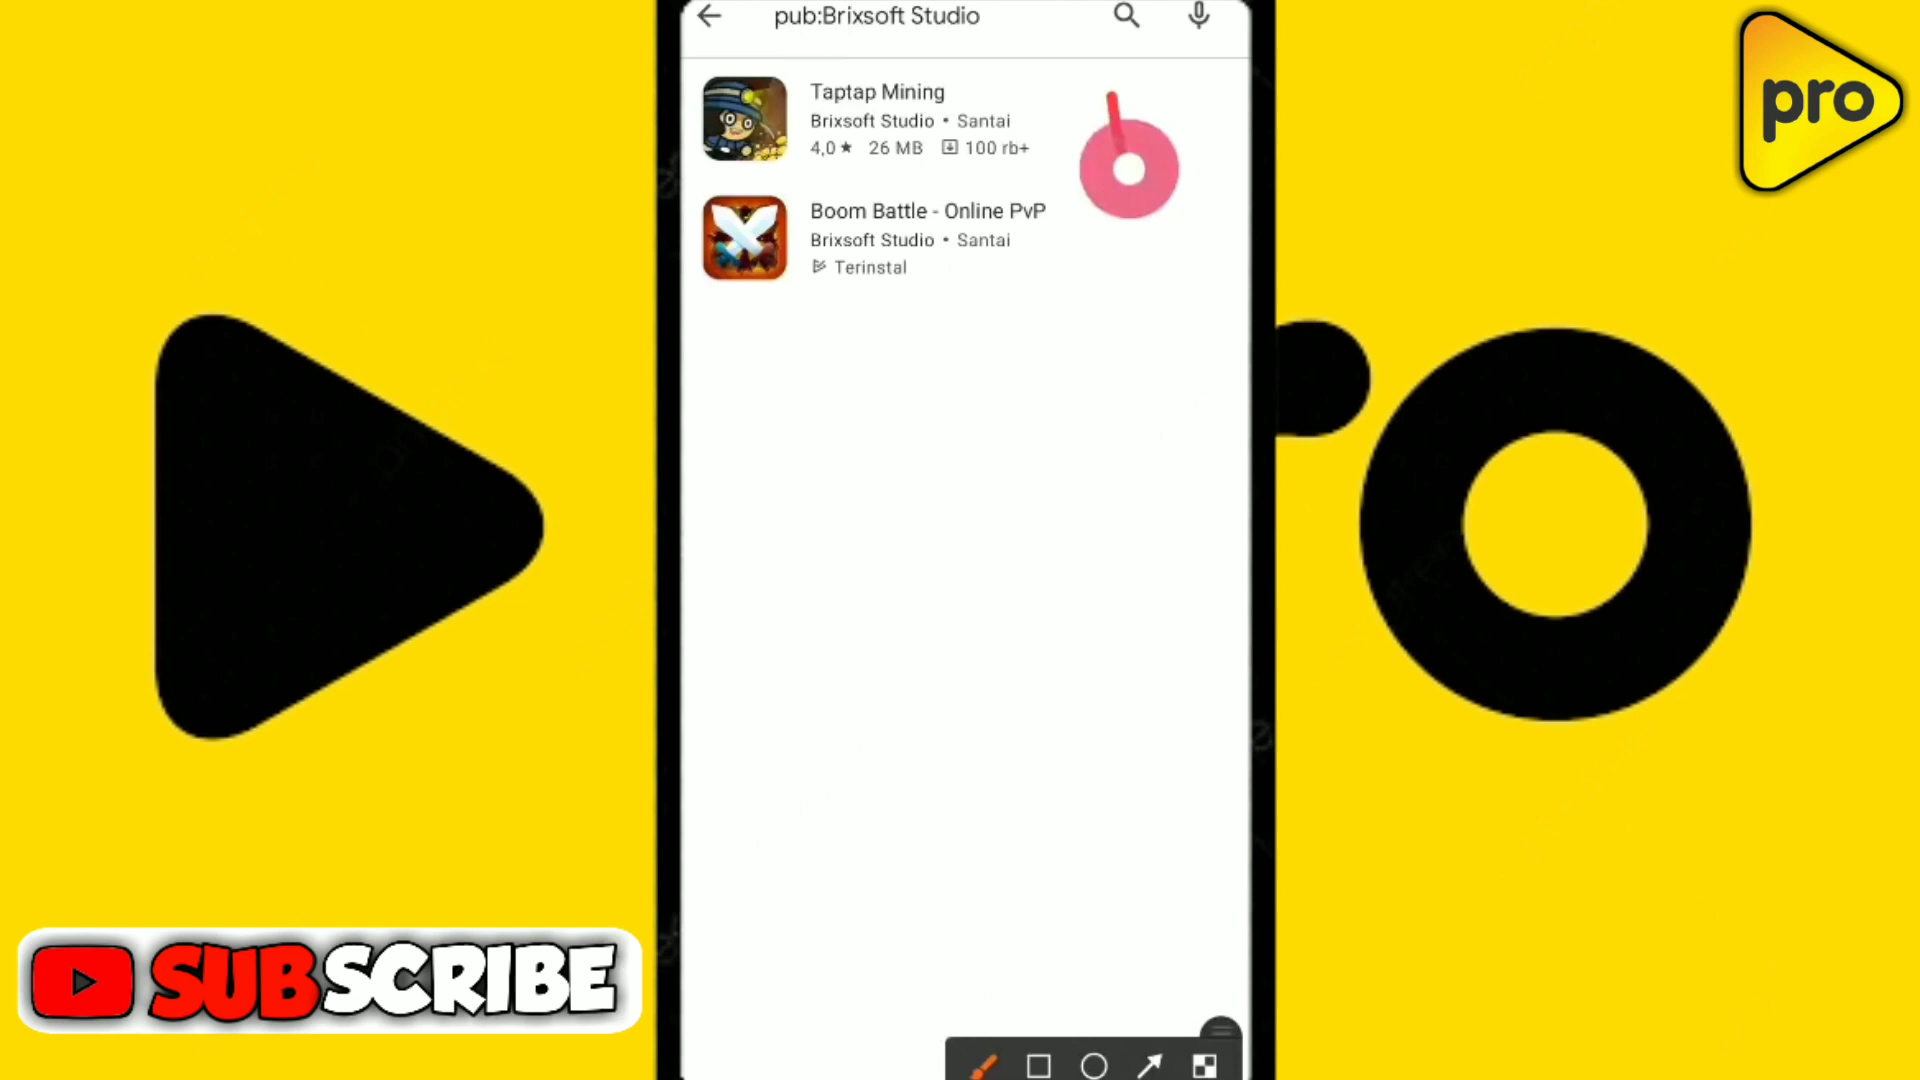 pub:Brixsoft Studio
pro
Taptap Mining
Brixsoft Studio • Santai
4,0★ 26 MB 100 rb+
Boom Battle - Online PvP
Brixsoft Studio • Santai
Terinstal
SUBSCRIBE